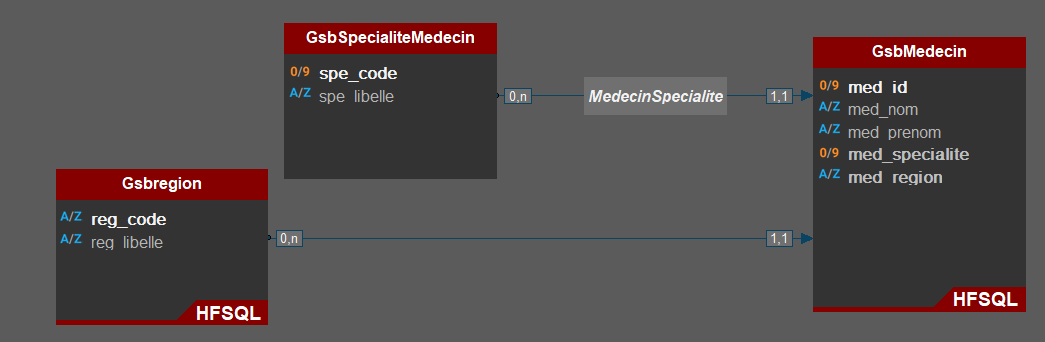 GsbSpecialiteMedecin
0/9 spe_code
A/Z spe_libelle
0,n
MedecinSpecialite
1,1
GsbMedecin
0/9 med_id
A/Z med_nom
A/Z med_prenom
0/9 med_specialite
A/Z med_region
HFSQL
Gsbregion
A/Z reg_code
A/Z reg_libelle
HFSQL
0,n
1,1